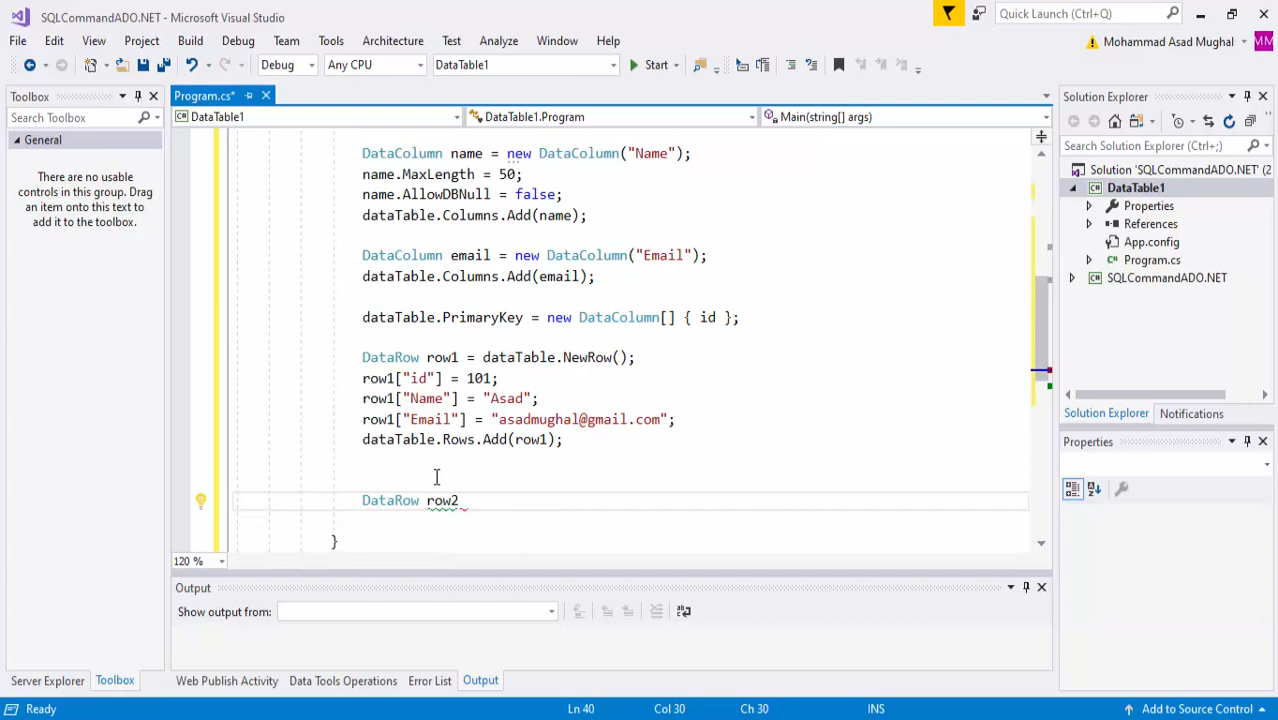 SQLCommandADO.NET - Microsoft Visual Studio
Quick Launch (Ctrl+Q)
File Edit View Project Build Debug Team Tools Architecture Test Analyze Window Help
Mohammad Asad Mughal MM
Debug Any CPU DataTable1 Start
Toolbox
Search Toolbox
General
There are no usable
controls in this group. Drag
an item onto this text to
add it to the toolbox.
Program.cs*
DataTable1 DataTable1.Program Main(string[] args)
DataColumn name = new DataColumn("Name");
name.MaxLength = 50;
name.AllowDBNull = false;
dataTable.Columns.Add(name);
DataColumn email = new DataColumn("Email");
dataTable.Columns.Add(email);
dataTable.PrimaryKey = new DataColumn[] { id };
DataRow row1 = dataTable.NewRow();
row1["id"] = 101;
row1["Name"] = "Asad";
row1["Email"] = "asadmughal@gmail.com";
dataTable.Rows.Add(row1);
DataRow row2
}
120 %
Output
Show output from:
Solution Explorer
Search Solution Explorer (Ctrl+;)
Solution 'SQLCommandADO.NET' (2
DataTable1
Properties
References
App.config
Program.cs
SQLCommandADO.NET
Solution Explorer Notifications
Properties
Server Explorer Toolbox
Web Publish Activity Data Tools Operations Error List Output
Ready Ln 40 Col 30 Ch 30 INS Add to Source Control